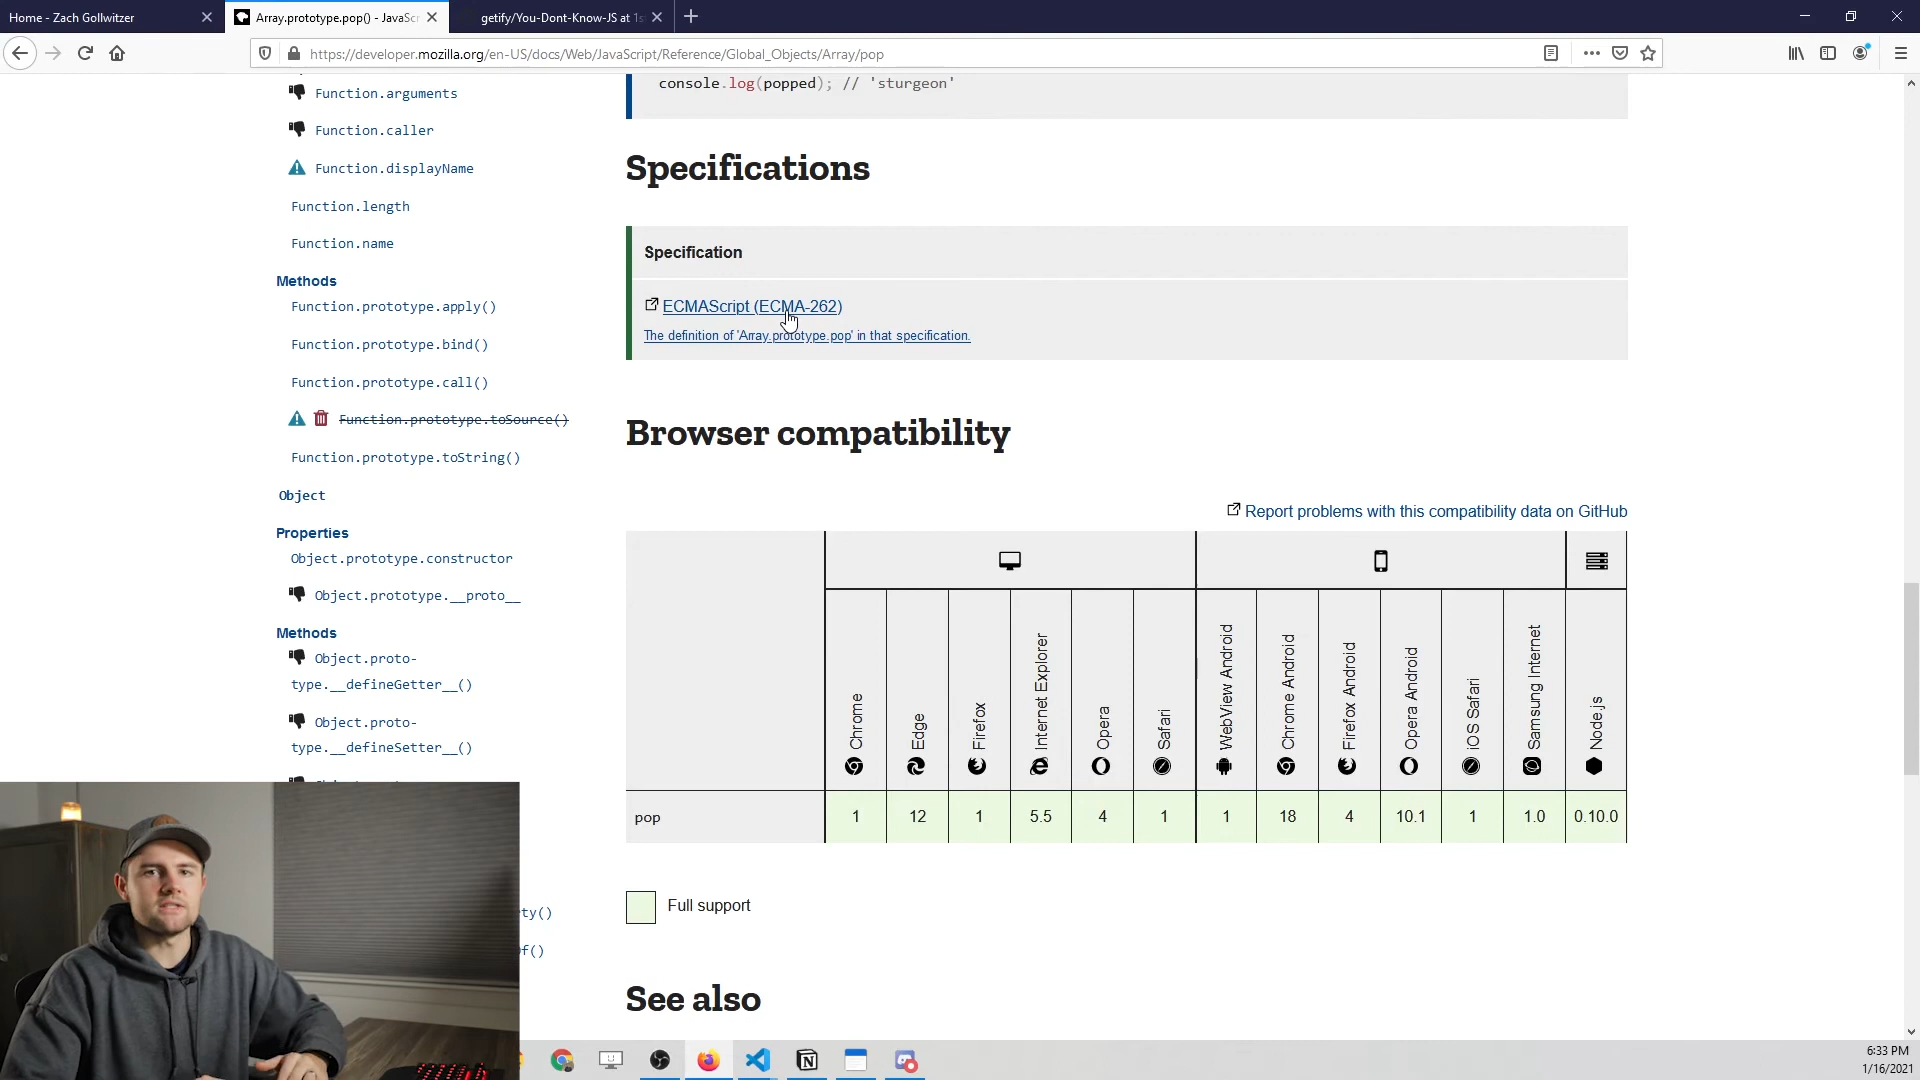 Home - Zach Gollwitzer
Array.prototype.pop() - JavaScr
getify/You-Dont-Know-JS at 1s
https://developer.mozilla.org/en-US/docs/Web/JavaScript/Reference/Global_Objects/Array/pop
Function.arguments
Function.caller
Function.displayName
Function.length
Function.name
Methods
Function.prototype.apply()
Function.prototype.bind()
Function.prototype.call()
Function.prototype.toSource()
Function.prototype.toString()
Object
Properties
Object.prototype.constructor
Object.prototype.__proto__
Methods
Object.proto-
type.__defineGetter__()
Object.proto-
type.__defineSetter__()
rty()
Of()
console.log(popped); // 'sturgeon'
Specifications
Specification
ECMAScript (ECMA-262)
The definition of 'Array.prototype.pop' in that specification.
Browser compatibility
Report problems with this compatibility data on GitHub
Chrome
Edge
Firefox
Internet Explorer
Opera
Safari
WebView Android
Chrome Android
Firefox Android
Opera Android
iOS Safari
Samsung Internet
Node.js
pop 1 12 1 5.5 4 1 1 18 4 10.1 1 1.0 0.10.0
Full support
See also
6:33 PM
1/16/2021